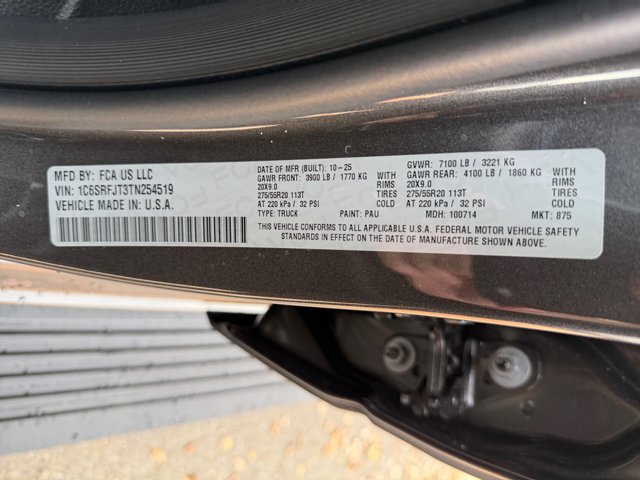 MFD BY: FCA US LLC
VIN: 1C6SRFJT3TN254519
VEHICLE MADE IN: U.S.A.
DATE OF MFR (BUILT): 10-25
GVWR: 7100 LB / 3221 KG
GAWR FRONT: 3900 LB / 1770 KG WITH
GAWR REAR: 4100 LB / 1860 KG WITH
20X9.0 RIMS
20X9.0 RIMS
275/55R20 113T TIRES
275/55R20 113T TIRES
AT 220 kPa / 32 PSI COLD
AT 220 kPa / 32 PSI COLD
TYPE: TRUCK PAINT: PAU MDH: 100714 MKT: 875
THIS VEHICLE CONFORMS TO ALL APPLICABLE U.S.A. FEDERAL MOTOR VEHICLE SAFETY
STANDARDS IN EFFECT ON THE DATE OF MANUFACTURE SHOWN ABOVE.